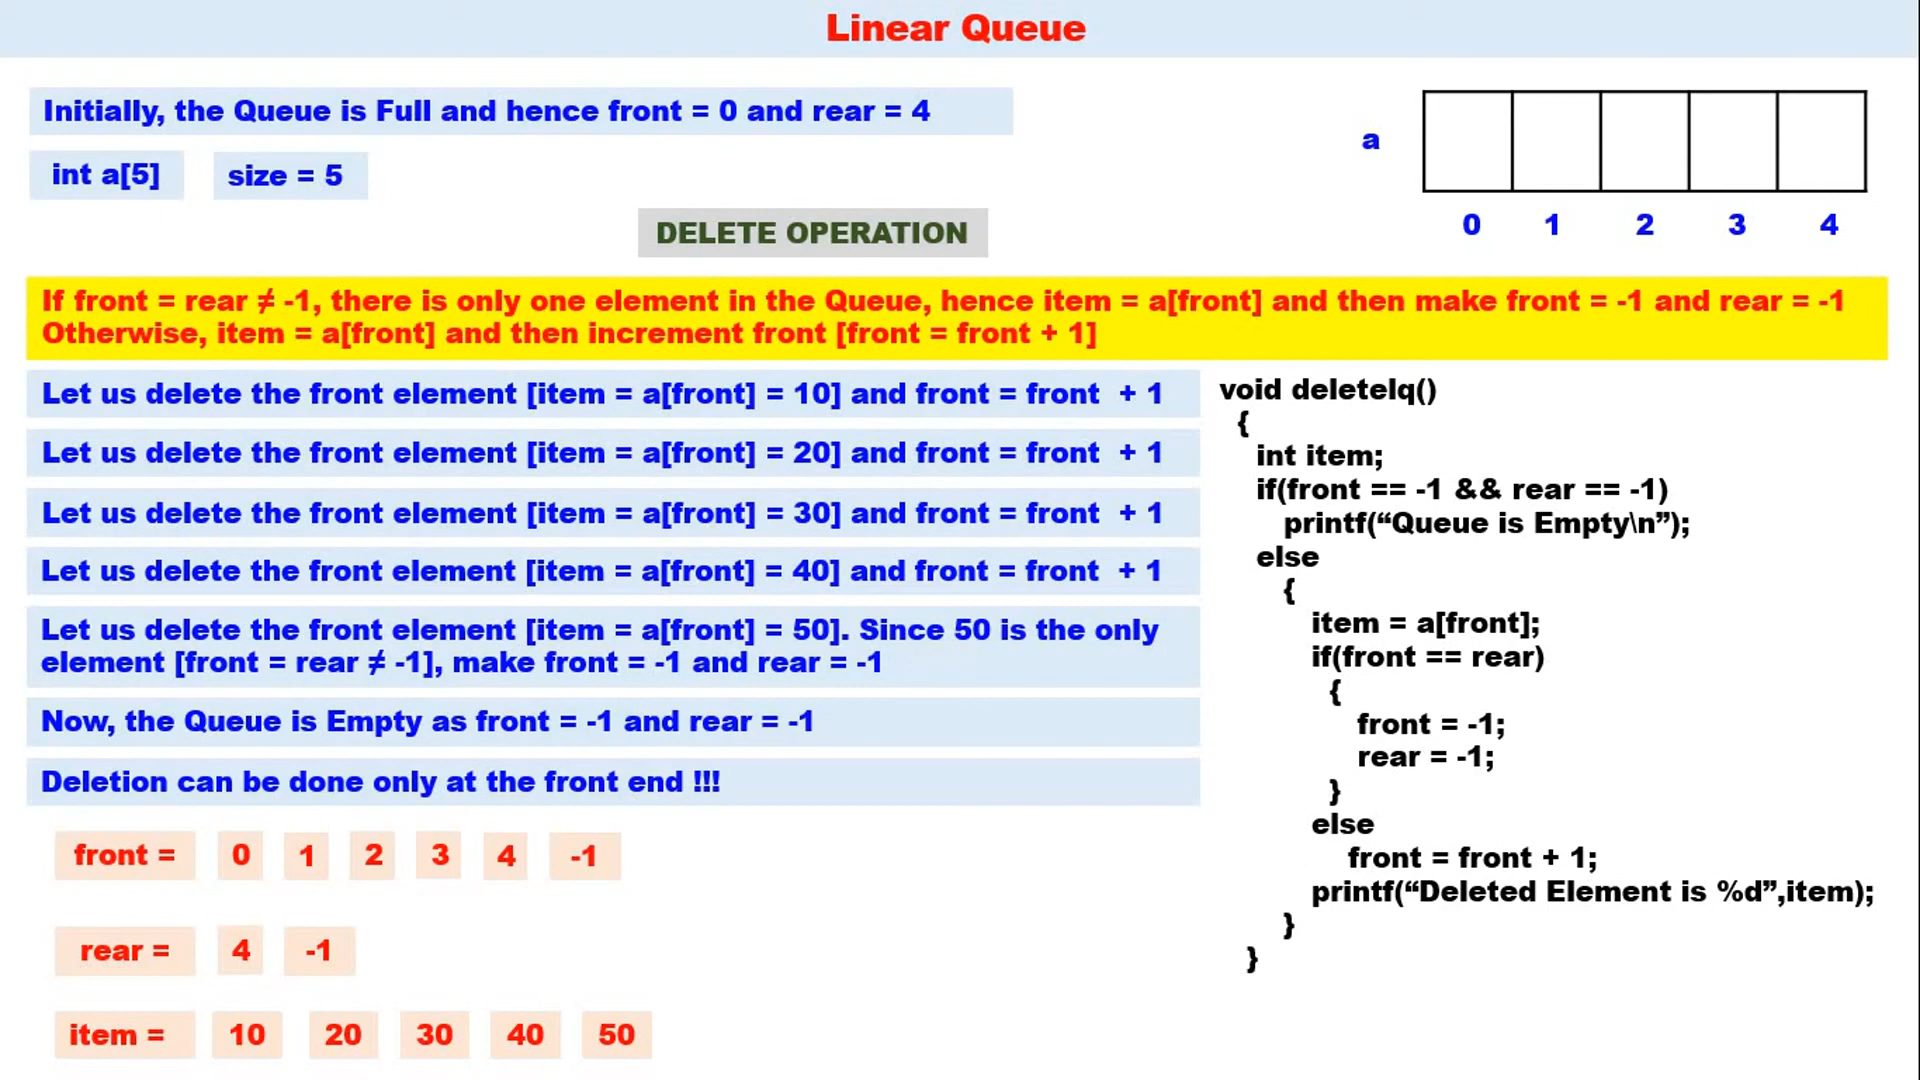 Linear Queue
Initially, the Queue is Full and hence front = 0 and rear = 4
int a[5]
size = 5
a
0 1 2 3 4
DELETE OPERATION
If front = rear ≠ -1, there is only one element in the Queue, hence item = a[front] and then make front = -1 and rear = -1
Otherwise, item = a[front] and then increment front [front = front + 1]
Let us delete the front element [item = a[front] = 10] and front = front + 1
Let us delete the front element [item = a[front] = 20] and front = front + 1
Let us delete the front element [item = a[front] = 30] and front = front + 1
Let us delete the front element [item = a[front] = 40] and front = front + 1
Let us delete the front element [item = a[front] = 50]. Since 50 is the only
element [front = rear ≠ -1], make front = -1 and rear = -1
Now, the Queue is Empty as front = -1 and rear = -1
Deletion can be done only at the front end !!!
front = 0 1 2 3 4 -1
rear = 4 -1
item = 10 20 30 40 50
void deletelq()
{
int item;
if(front == -1 && rear == -1)
printf(“Queue is Empty\n”);
else
{
item = a[front];
if(front == rear)
{
front = -1;
rear = -1;
}
else
front = front + 1;
printf(“Deleted Element is %d”,item);
}
}